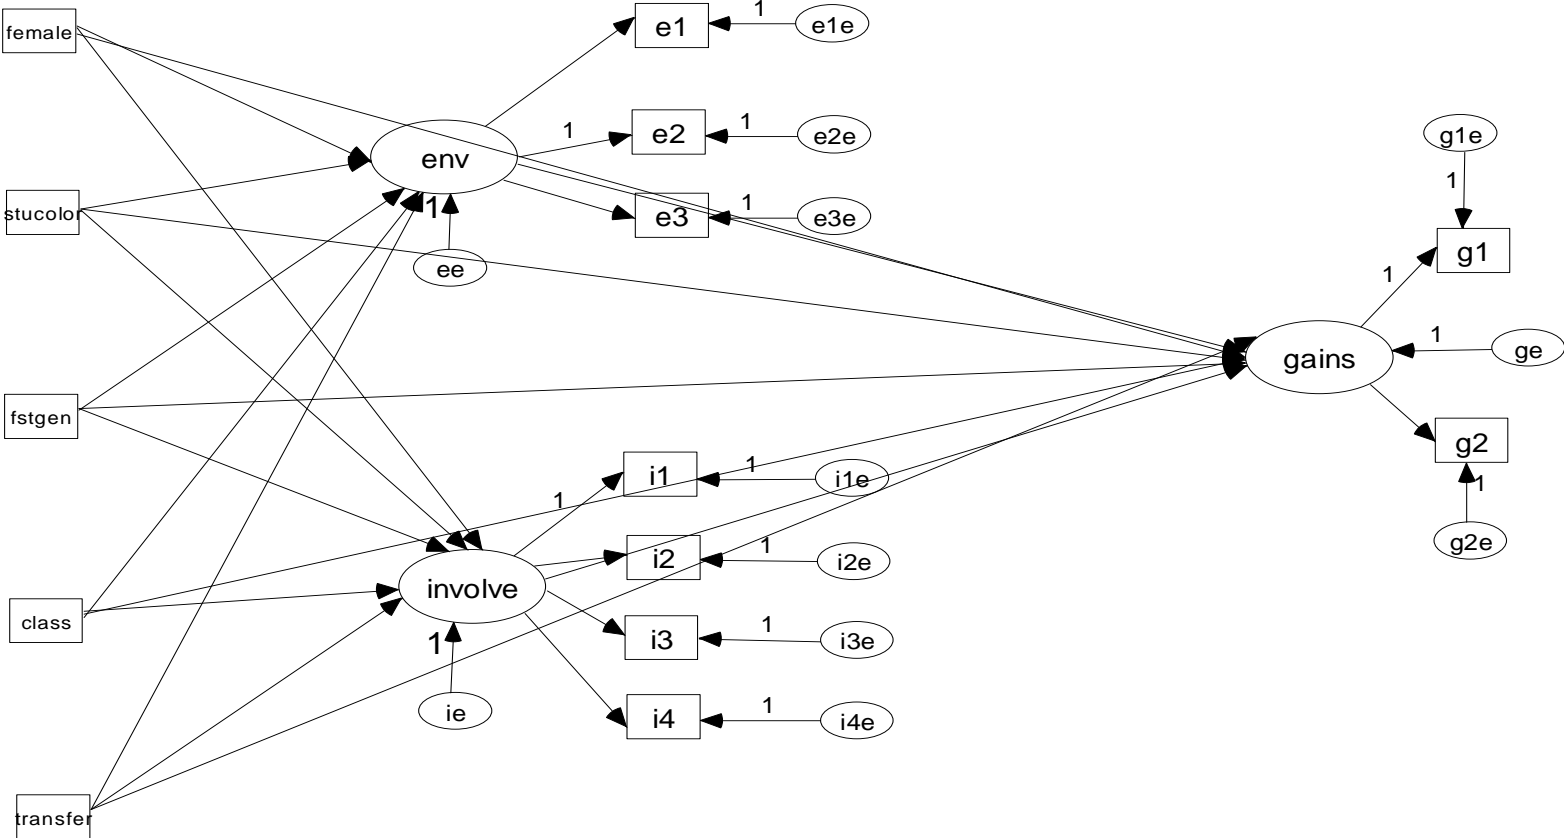 female
stucolor
fstgen
class
transfer
env
1
ee
involve
1
ie
e1
1
e1e
1
e2
1
e2e
e3
1
e3e
1
i1
1
i1e
i2
1
i2e
i3
1
i3e
i4
1
i4e
g1e
1
g1
1
gains
1
ge
g2
1
g2e